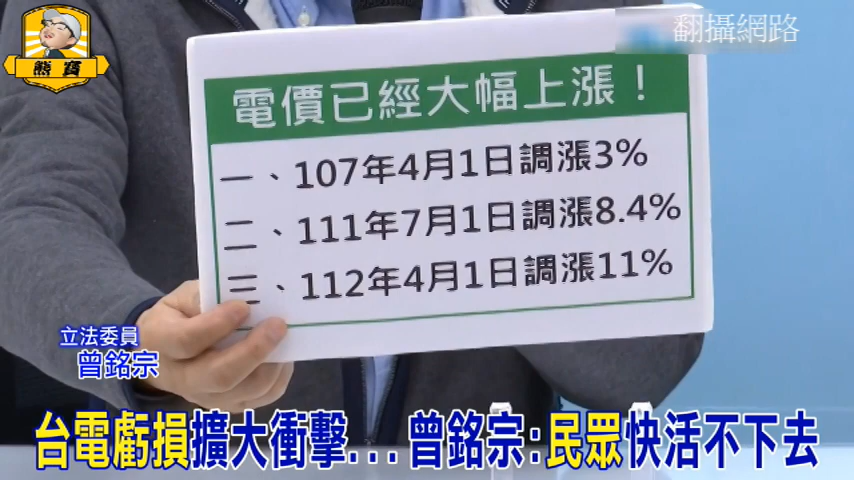 翻攝網路
熊寶
電價已經大幅上漲！
一、107年4月1日調漲3%
二、111年7月1日調漲8.4%
三、112年4月1日調漲11%
立法委員
曾銘宗
台電虧損擴大衝擊...曾銘宗:民眾快活不下去